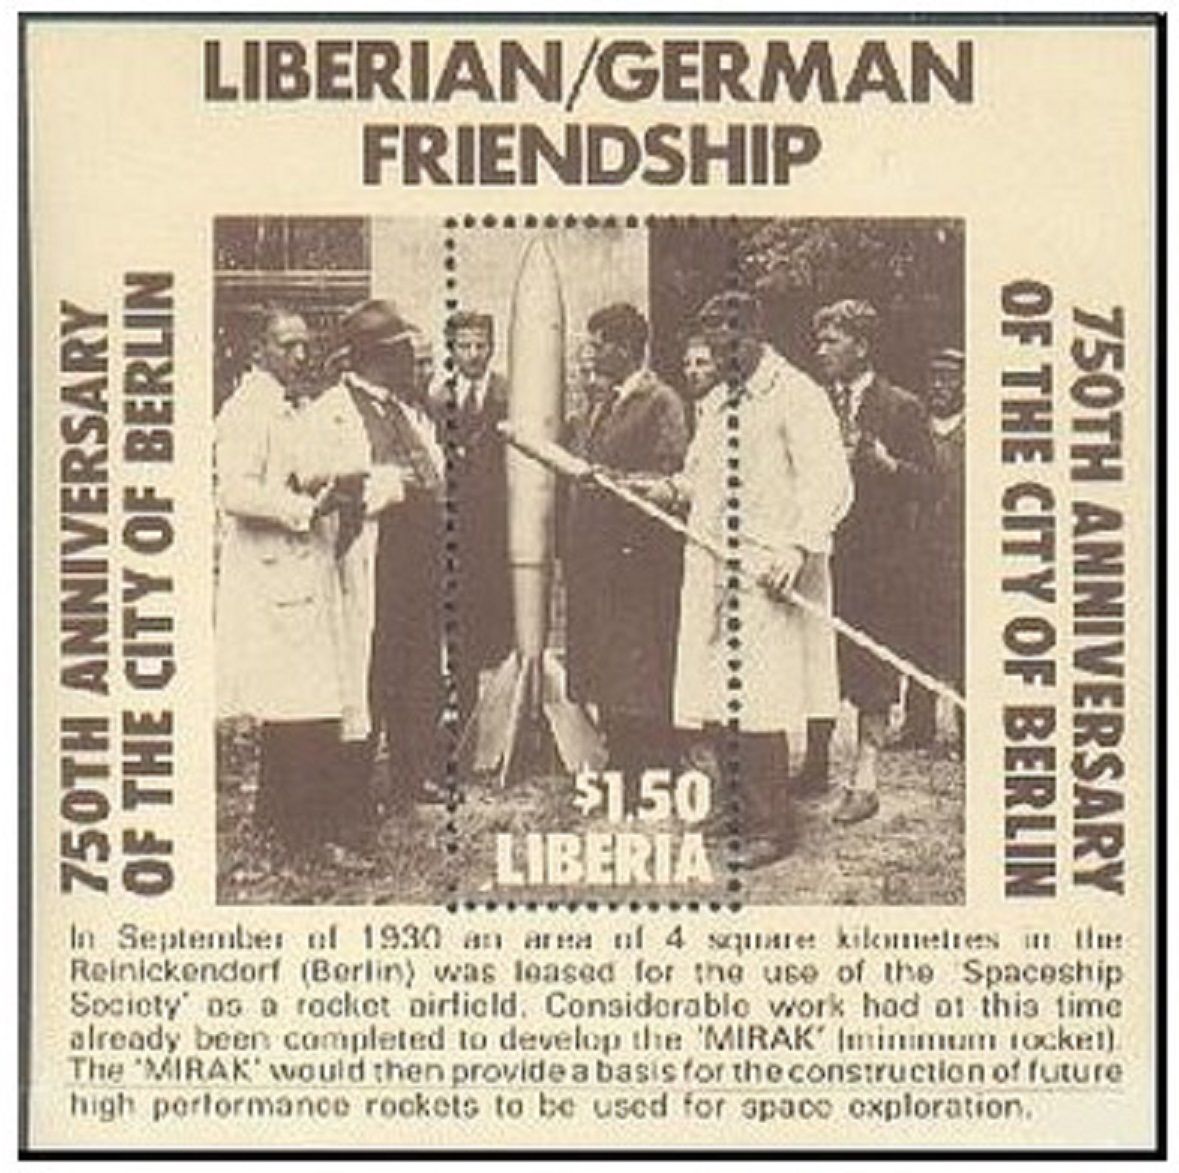 LIBERIAN/GERMAN
FRIENDSHIP
750TH ANNIVERSARY
OF THE CITY OF BERLIN
$1.50
LIBERIA
750TH ANNIVERSARY
OF THE CITY OF BERLIN
In September of 1930 an area of 4 square kilometres in the
Reinickendorf (Berlin) was leased for the use of the 'Spaceship
Society' as a rocket airfield. Considerable work had at this time
already been completed to develop the 'MIRAK' (minimum rocket).
The 'MIRAK' would then provide a basis for the construction of future
high performance rockets to be used for space exploration.